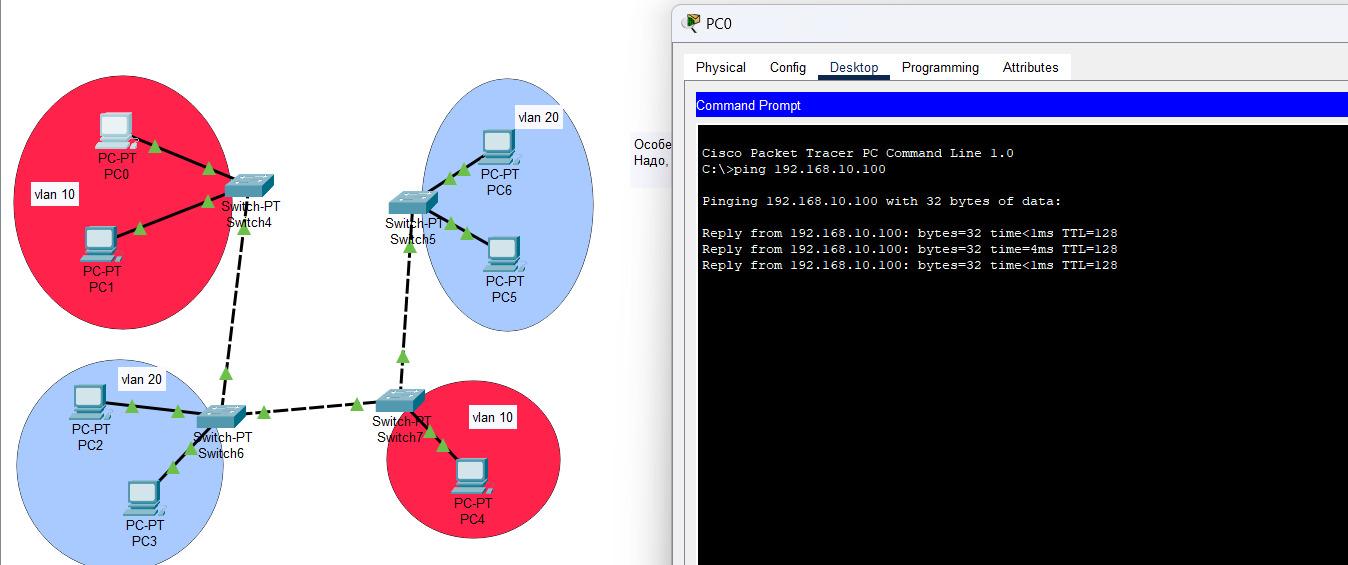 vlan 10
PC-PT
PC0
PC-PT
PC1
Switch-PT
Switch4
vlan 20
PC-PT
PC6
Switch-PT
Switch5
PC-PT
PC5
vlan 20
PC-PT
PC2
PC-PT
PC3
Switch-PT
Switch6
Switch-PT
Switch7
vlan 10
PC-PT
PC4
Надо,
PC0
Physical Config Desktop Programming Attributes
Command Prompt
Cisco Packet Tracer PC Command Line 1.0
C:\>ping 192.168.10.100
Pinging 192.168.10.100 with 32 bytes of data:
Reply from 192.168.10.100: bytes=32 time<1ms TTL=128
Reply from 192.168.10.100: bytes=32 time=4ms TTL=128
Reply from 192.168.10.100: bytes=32 time<1ms TTL=128